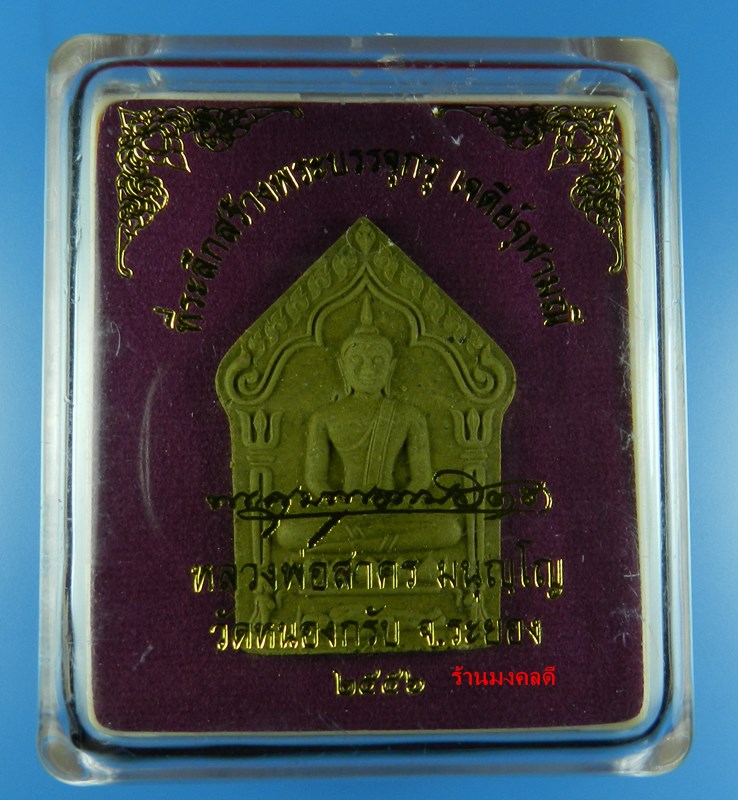 ที่ระลึกสร้างพระบรรจุกรุ เจดีย์จุฬามณี
หลวงพ่อสาคร มนุญฺโญ
วัดหนองกรับ จ.ระยอง
๒๕๕๖
ร้านมงคลดี